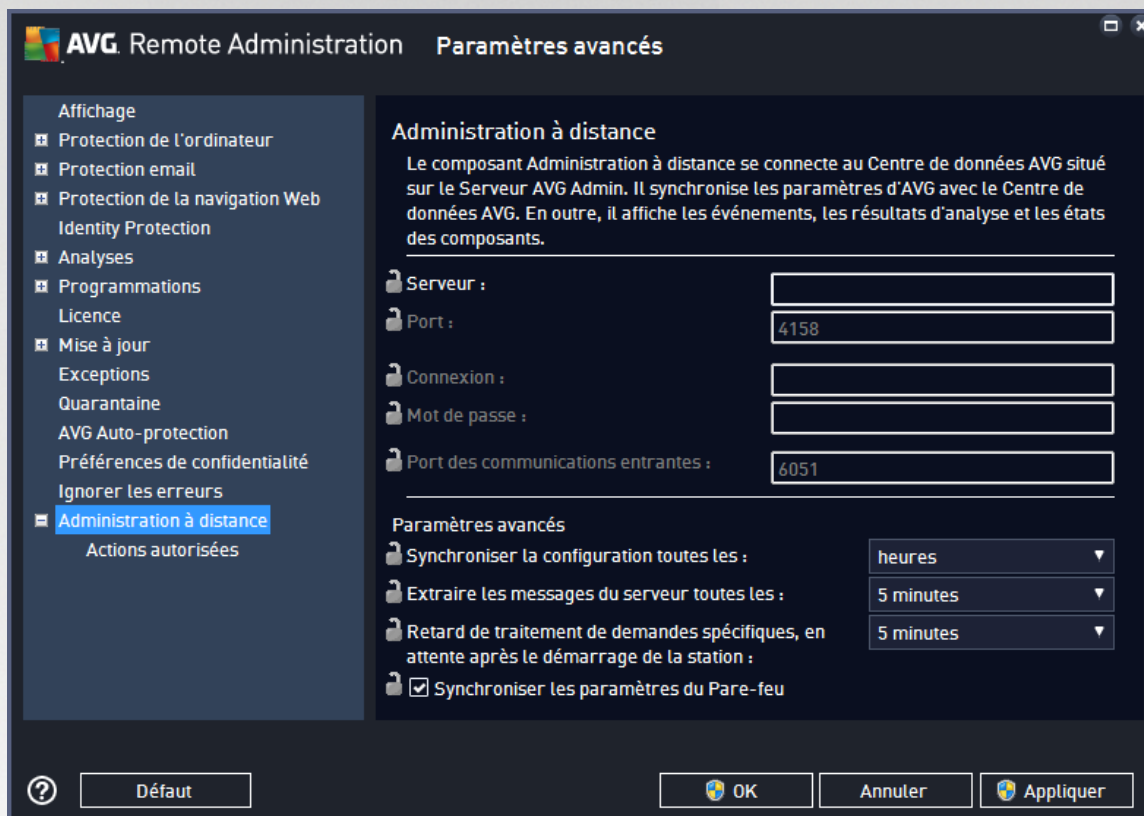 AVG. Remote Administration Paramètres avancés
Affichage
Protection de l'ordinateur
Protection email
Protection de la navigation Web
Identity Protection
Analyses
Programmations
Licence
Mise à jour
Exceptions
Quarantaine
AVG Auto-protection
Préférences de confidentialité
Ignorer les erreurs
Administration à distance
Actions autorisées
Administration à distance
Le composant Administration à distance se connecte au Centre de données AVG situé
sur le Serveur AVG Admin. Il synchronise les paramètres d'AVG avec le Centre de
données AVG. En outre, il affiche les événements, les résultats d'analyse et les états
des composants.
Serveur :
Port : 4158
Connexion :
Mot de passe :
Port des communications entrantes : 6051
Paramètres avancés
Synchroniser la configuration toutes les : heures
Extraire les messages du serveur toutes les : 5 minutes
Retard de traitement de demandes spécifiques, en 5 minutes
attente après le démarrage de la station :
Synchroniser les paramètres du Pare-feu
? Défaut OK Annuler Appliquer